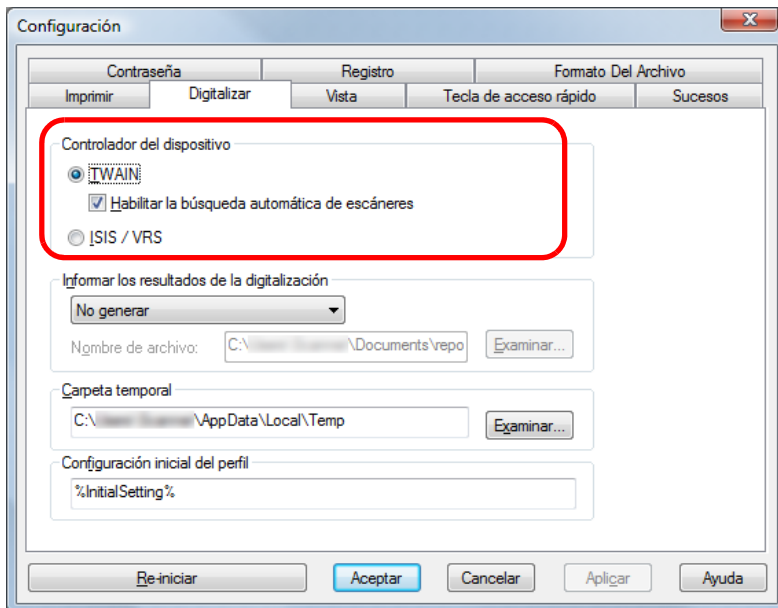 Configuración
Contraseña Registro Formato Del Archivo
Imprimir Digitalizar Vista Tecla de acceso rápido Sucesos
Controlador del dispositivo
TWAIN
Habilitar la búsqueda automática de escáneres
ISIS / VRS
Informar los resultados de la digitalización
No generar
Nombre de archivo: C:\ \Documents\repo Examinar...
Carpeta temporal
C:\ \AppData\Local\Temp Examinar...
Configuración inicial del perfil
%InitialSetting%
Re-iniciar Aceptar Cancelar Aplicar Ayuda